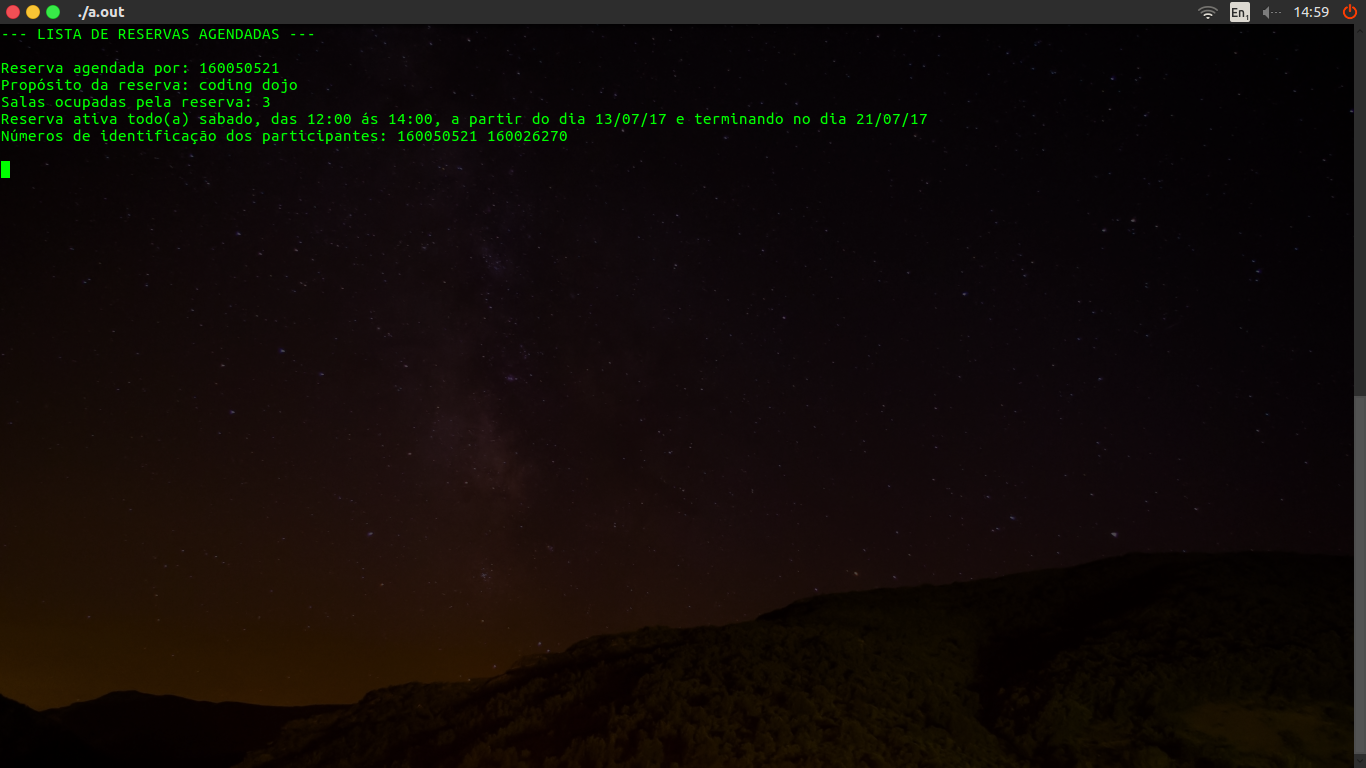 ./a.out
En1
14:59
--- LISTA DE RESERVAS AGENDADAS ---
Reserva agendada por: 160050521
Propósito da reserva: coding dojo
Salas ocupadas pela reserva: 3
Reserva ativa todo(a) sabado, das 12:00 ás 14:00, a partir do dia 13/07/17 e terminando no dia 21/07/17
Números de identificação dos participantes: 160050521 160026270